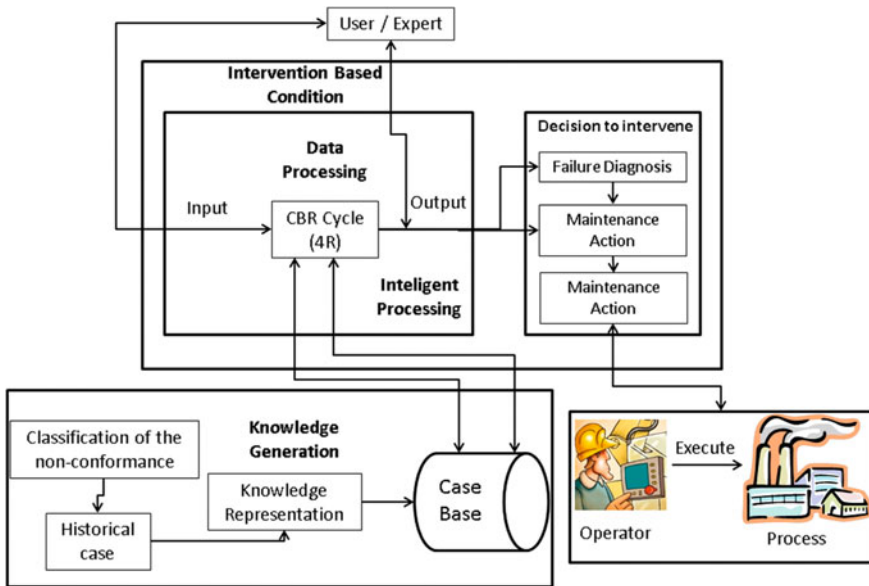 User / Expert
Intervention Based
Condition
Decision to intervene
Data
Processing
Failure Diagnosis
Input
Output
CBR Cycle
(4R)
Maintenance
Action
Inteligent
Processing
Maintenance
Action
Knowledge
Generation
Classification of the
non-conformance
Knowledge
Representation
Historical
case
Case
Base
Execute
Operator
Process